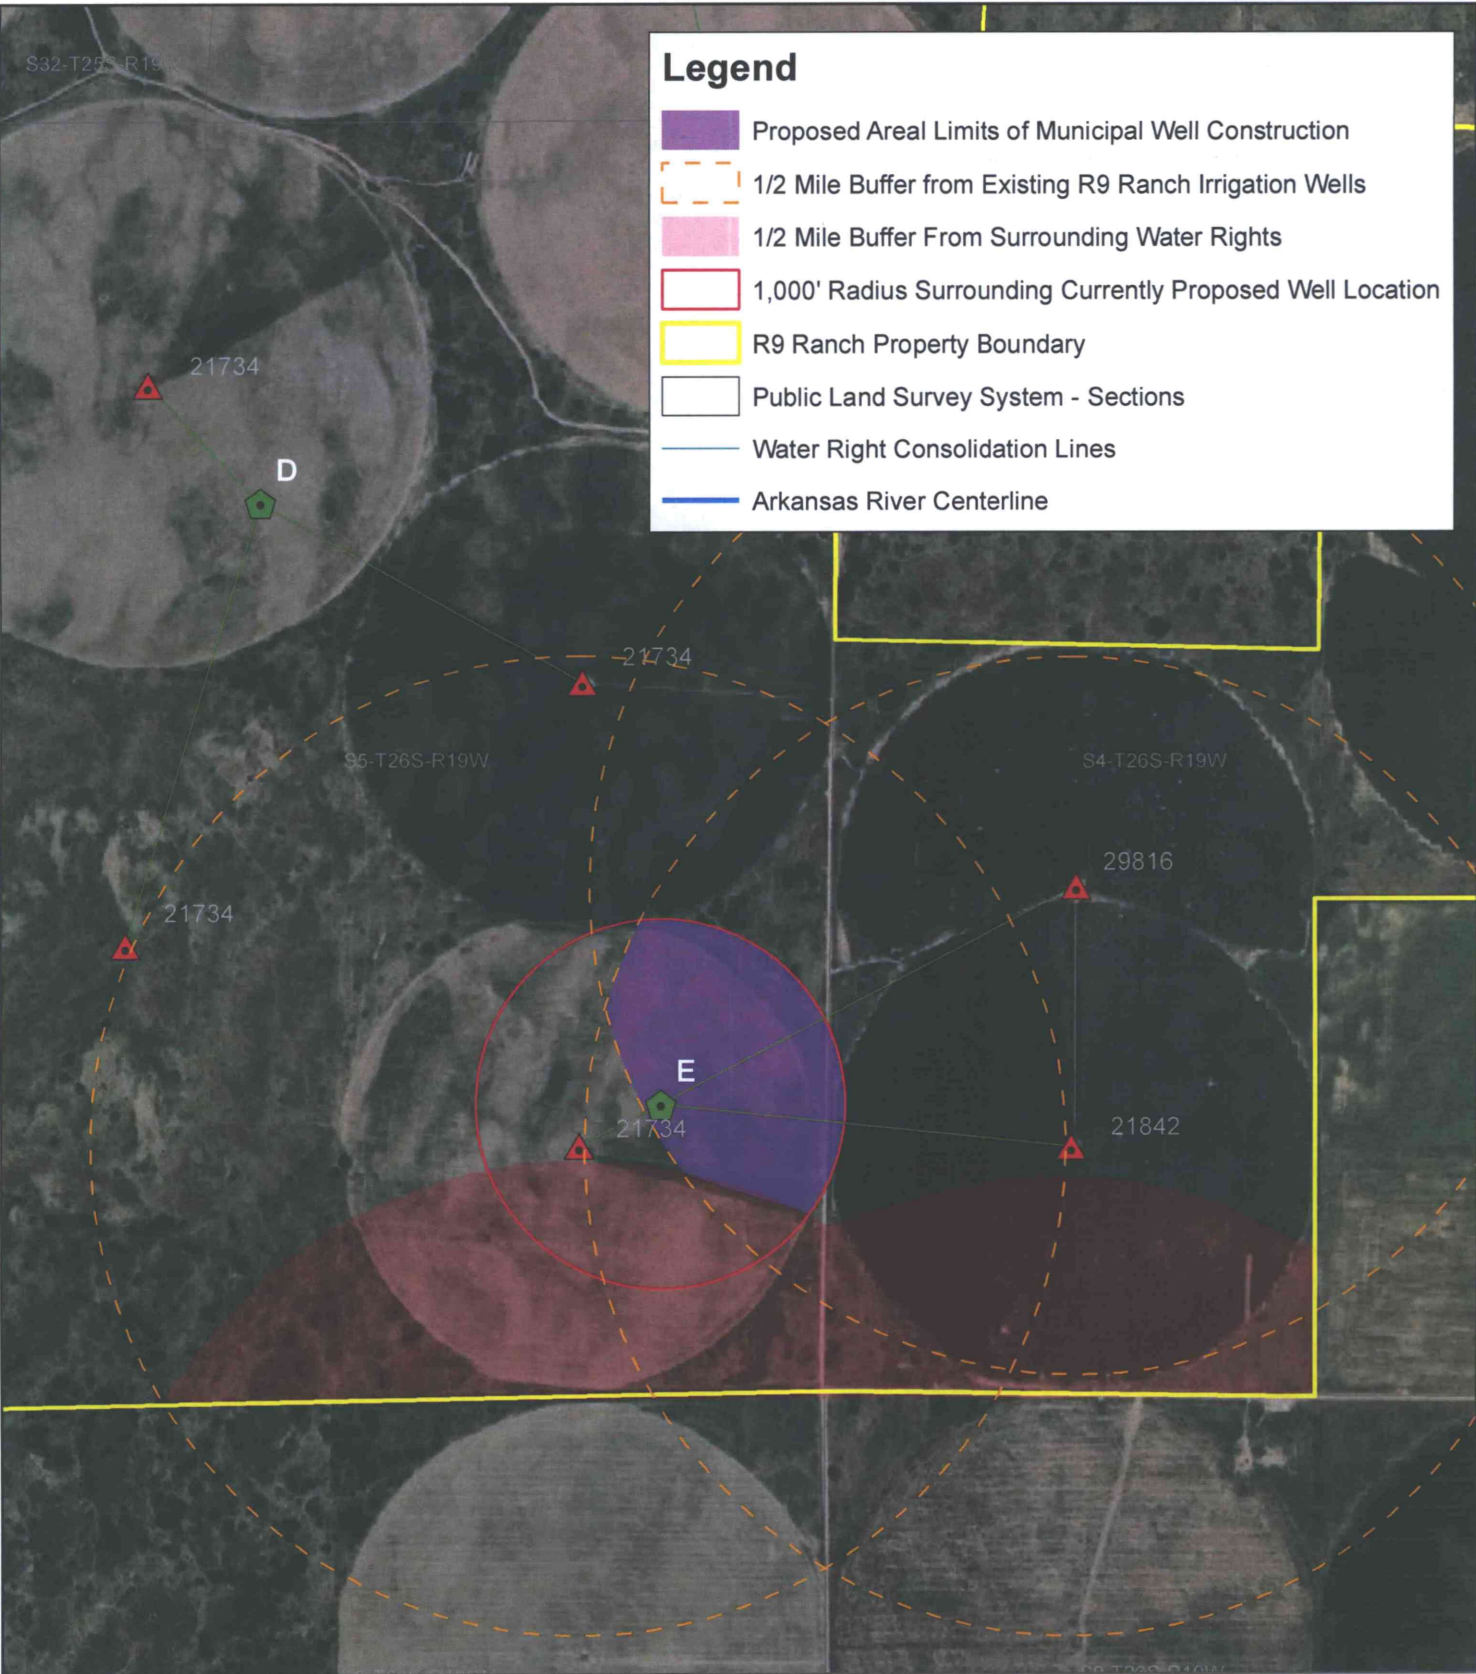 Legend
Proposed Areal Limits of Municipal Well Construction
1/2 Mile Buffer from Existing R9 Ranch Irrigation Wells
1/2 Mile Buffer From Surrounding Water Rights
1,000' Radius Surrounding Currently Proposed Well Location
R9 Ranch Property Boundary
Public Land Survey System - Sections
Water Right Consolidation Lines
Arkansas River Centerline
21734
D
21734
S5-T26S-R19W
S4-T26S-R19W
29816
21734
E
21734
21842